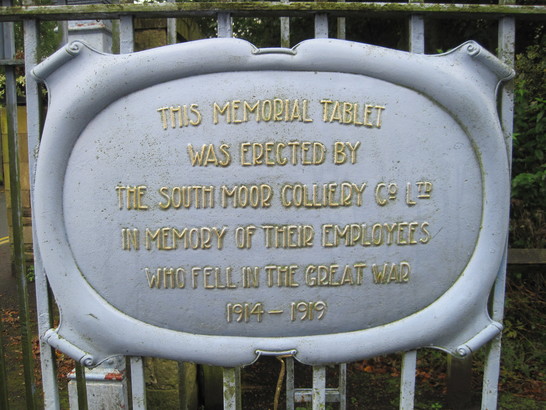 THIS MEMORIAL TABLET
WAS ERECTED BY
THE SOUTH MOOR COLLIERY CO LTD
IN MEMORY OF THEIR EMPLOYEES
WHO FELL IN THE GREAT WAR
1914 – 1919